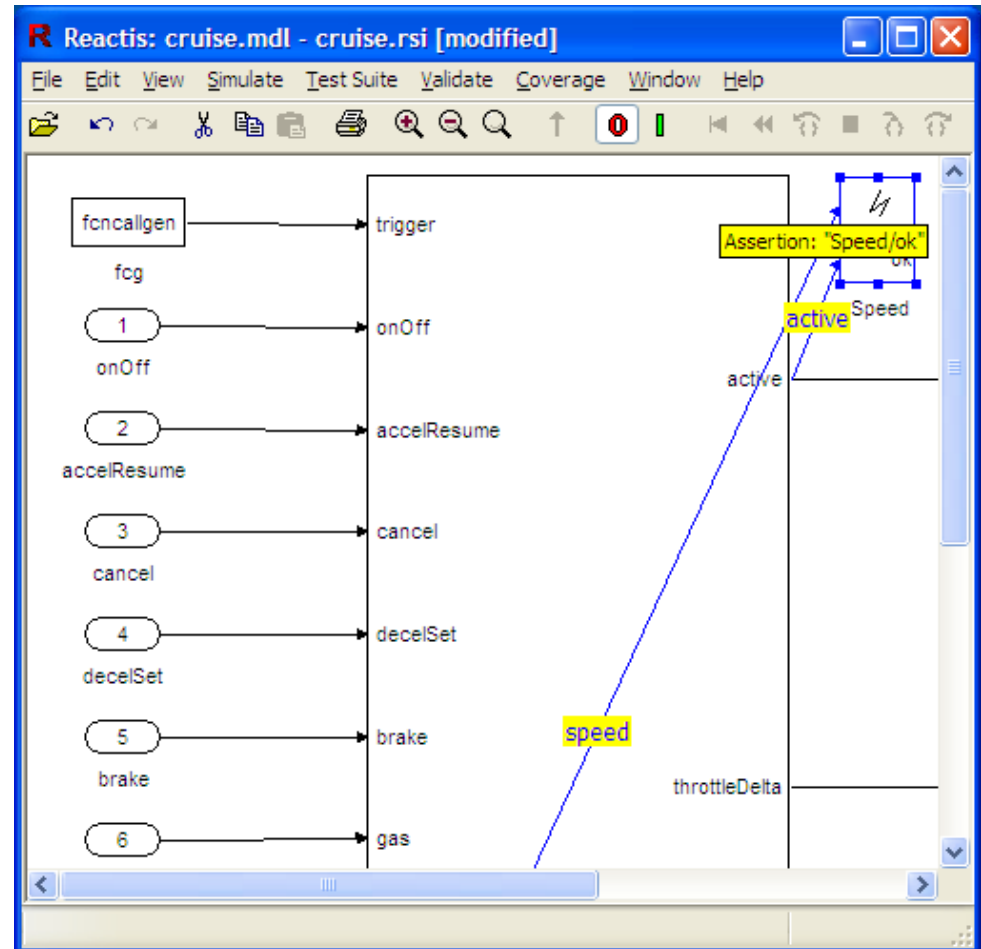 Reactis: cruise.mdl - cruise.rsi [modified]
File Edit View Simulate Test Suite Validate Coverage Window Help
fcncallgen
trigger
Assertion: "Speed/ok"
ok
fcg
Speed
active
1
onOff
onOff
active
2
accelResume
accelResume
3
cancel
cancel
4
decelSet
decelSet
speed
5
brake
brake
throttleDelta
6
gas